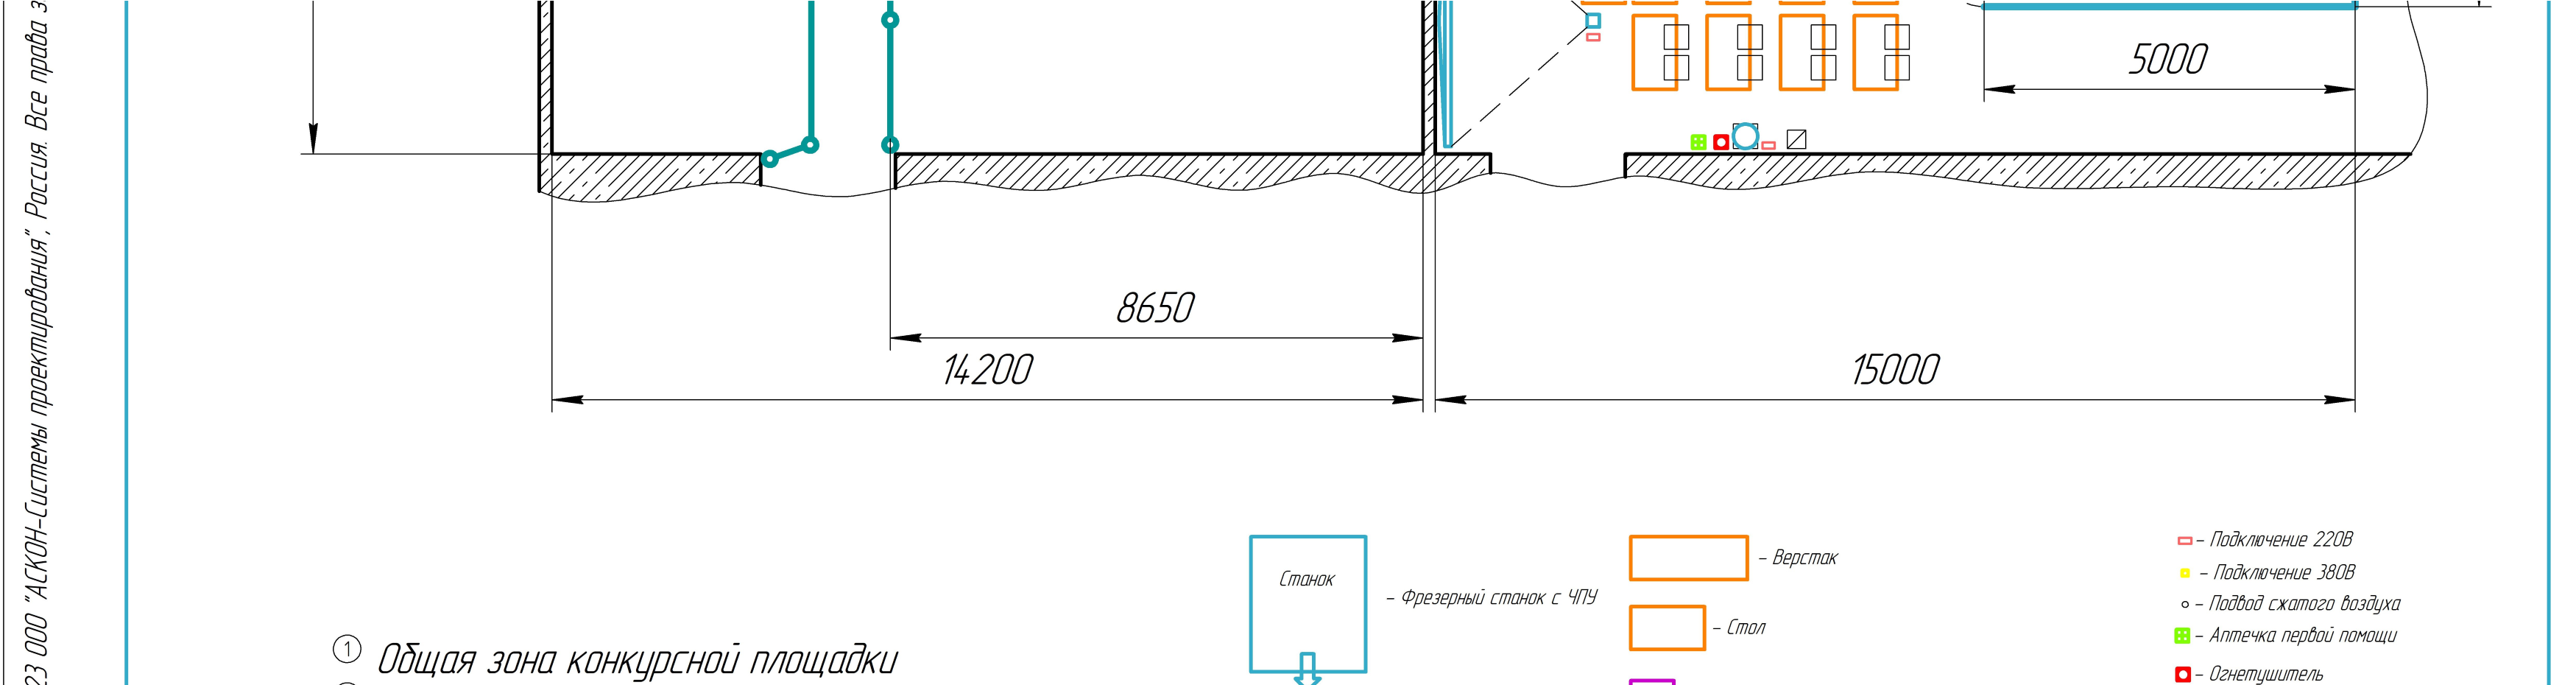 23 000 "АСКОН-Системы проектирования", Россия. Все права
5000
8650
14200
15000
Станок
– Фрезерный станок с ЧПУ
– Верстак
– Стол
– Подключение 220В
– Подключение 380В
– Подвод сжатого воздуха
– Аптечка первой помощи
– Огнетушитель
1 Общая зона конкурсной площадки